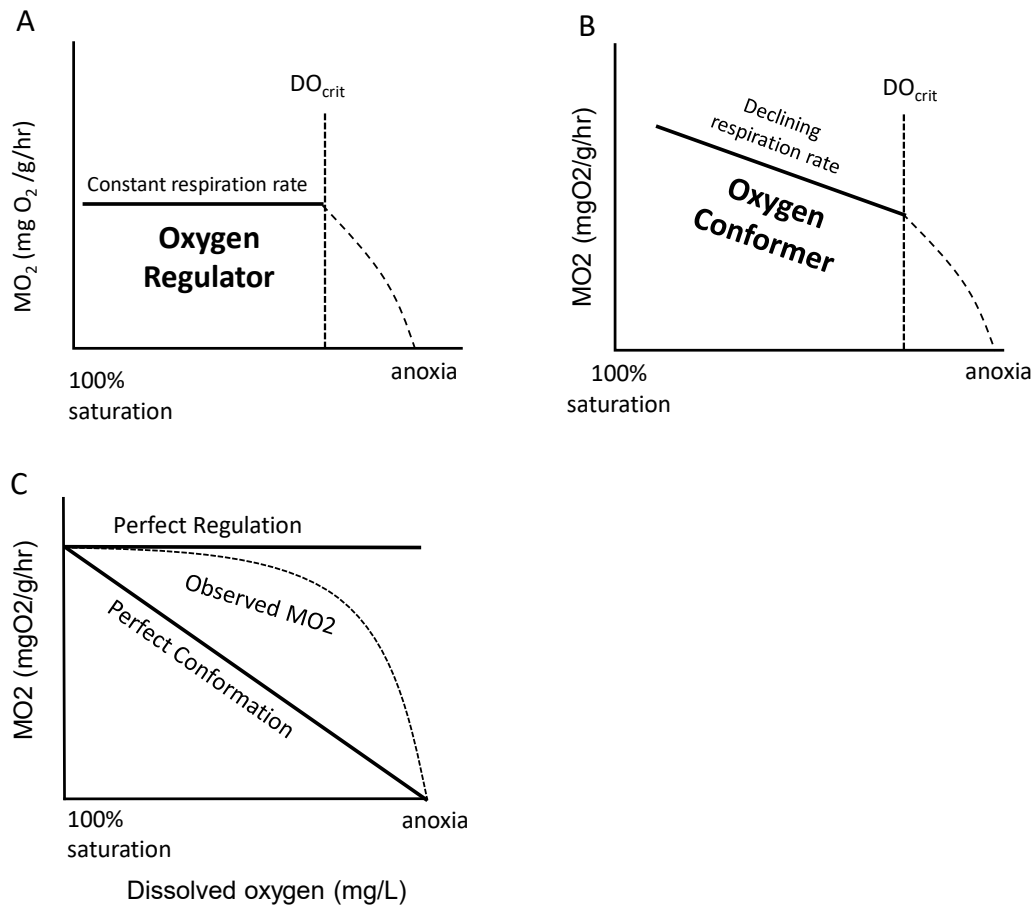 A
DO_crit
MO₂ (mg O₂ /g/hr)
Constant respiration rate
Oxygen
Regulator
100%
saturation
anoxia
B
DO_crit
MO2 (mgO2/g/hr)
Declining
respiration rate
Oxygen
Conformer
100%
saturation
anoxia
C
MO2 (mgO2/g/hr)
Perfect Regulation
Observed MO2
Perfect Conformation
100%
saturation
anoxia
Dissolved oxygen (mg/L)